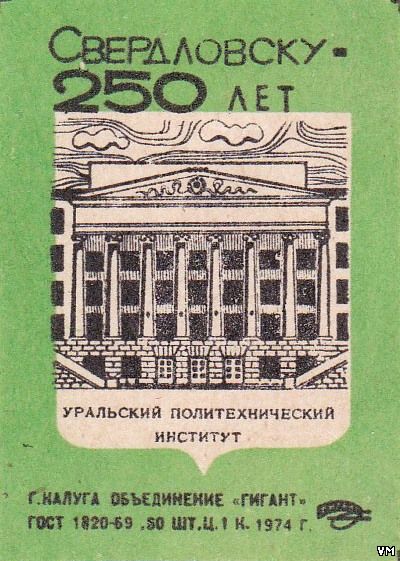 СВЕРДЛОВСКУ-
250 ЛЕТ
УРАЛЬСКИЙ ПОЛИТЕХНИЧЕСКИЙ
ИНСТИТУТ
Г. КАЛУГА ОБЪЕДИНЕНИЕ «ГИГАНТ»
ГОСТ 1820-69 .50 ШТ.Ц.1 К. 1974 Г.
VM